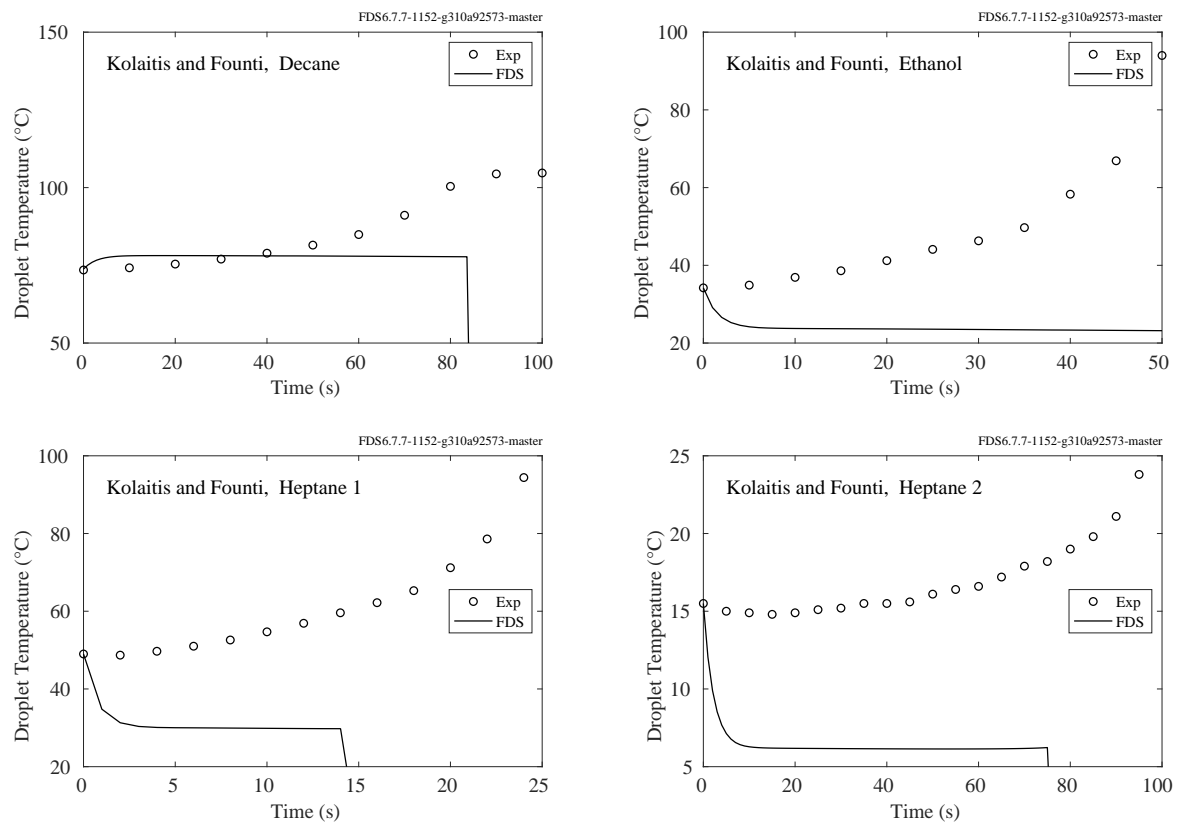 FDS6.7.7-1152-g310a92573-master
150
100
50
Droplet Temperature (°C)
Kolaitis and Founti, Decane
Exp
FDS
0 20 40 60 80 100
Time (s)
FDS6.7.7-1152-g310a92573-master
100
80
60
40
20
Droplet Temperature (°C)
Kolaitis and Founti, Ethanol
Exp
FDS
0 10 20 30 40 50
Time (s)
FDS6.7.7-1152-g310a92573-master
100
80
60
40
20
Droplet Temperature (°C)
Kolaitis and Founti, Heptane 1
Exp
FDS
0 5 10 15 20 25
Time (s)
FDS6.7.7-1152-g310a92573-master
25
20
15
10
5
Droplet Temperature (°C)
Kolaitis and Founti, Heptane 2
Exp
FDS
0 20 40 60 80 100
Time (s)